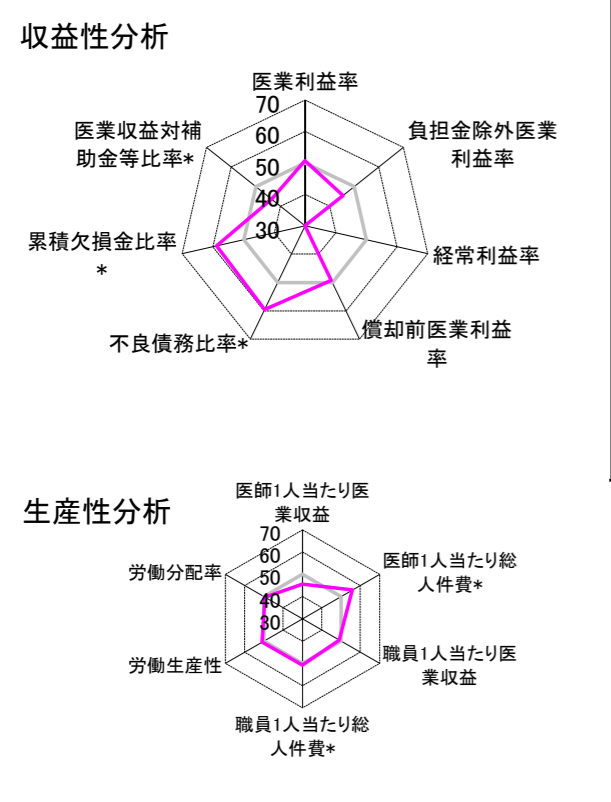 収益性分析
医業利益率
70
60
50
40
30
負担金除外医業
利益率
経常利益率
償却前医業利益
率
不良債務比率*
累積欠損金比率
*
医業収益対補
助金等比率*
生産性分析
医師1人当たり医
業収益
70
60
50
40
30
医師1人当たり総
人件費*
職員1人当たり医
業収益
職員1人当たり総
人件費*
労働生産性
労働分配率